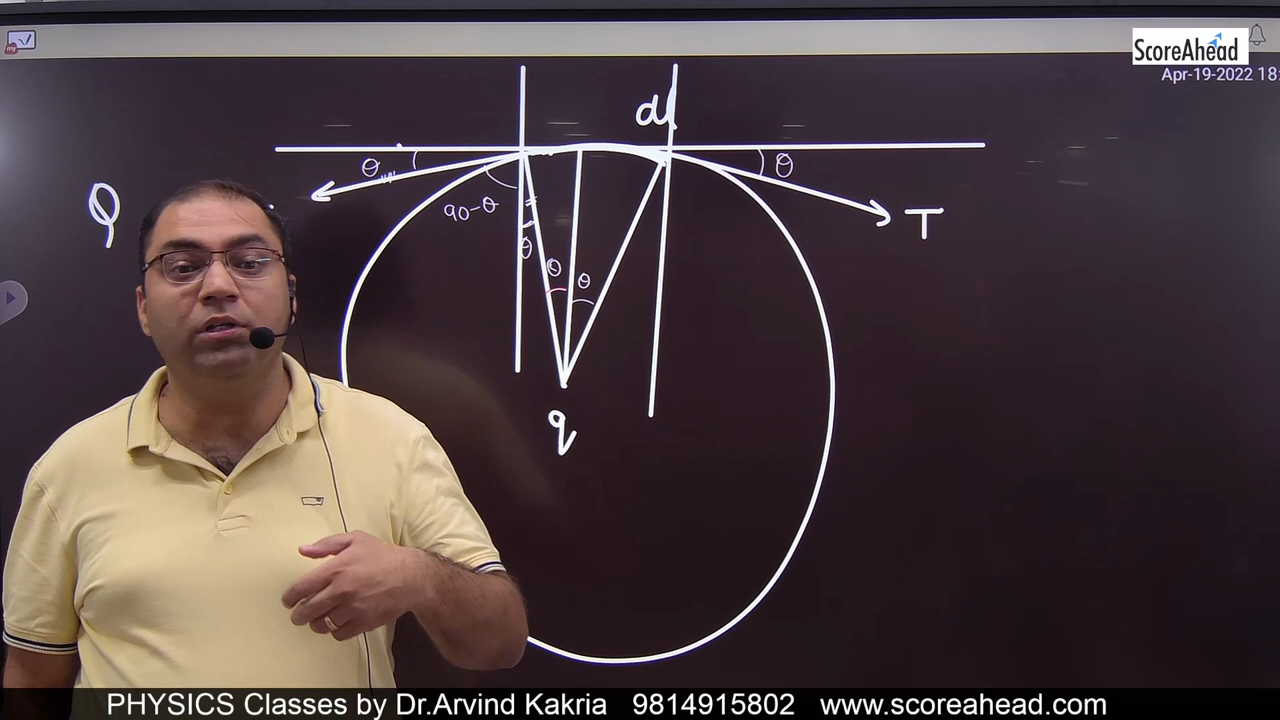 ScoreAhead
Apr-19-2022 18:
dl
θ
θ
Q
90-θ
T
θ
θ
θ
q
PHYSICS Classes by Dr.Arvind Kakria 9814915802 www.scoreahead.com